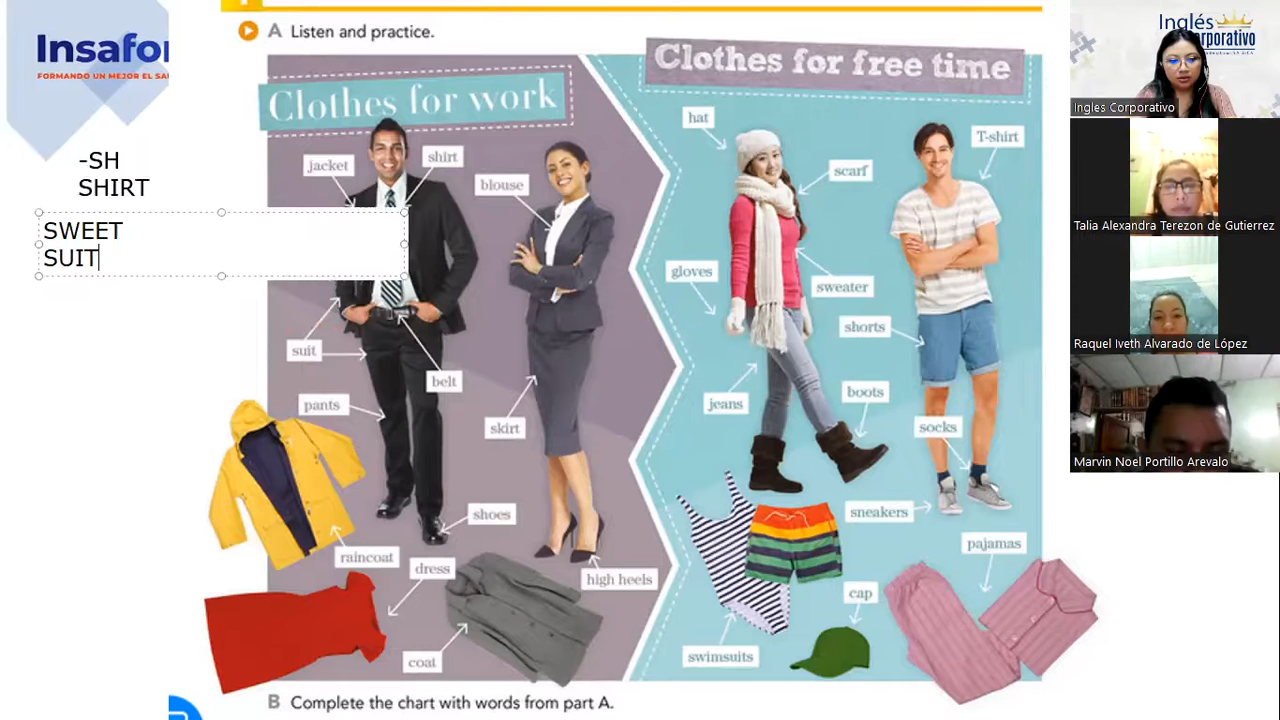 A Listen and practice.
Insafor
FORMANDO UN MEJOR EL SA
Clothes for work
Clothes for free time
-SH
SHIRT
SWEET
SUIT
jacket
shirt
blouse
suit
belt
pants
skirt
shoes
raincoat
dress
high heels
coat
hat
T-shirt
scarf
gloves
sweater
shorts
jeans
boots
socks
sneakers
pajamas
cap
swimsuits
B Complete the chart with words from part A.
Inglés
Corporativo
Ingles Corporativo
Talia Alexandra Terezon de Gutierrez
Raquel Iveth Alvarado de López
Marvin Noel Portillo Arevalo